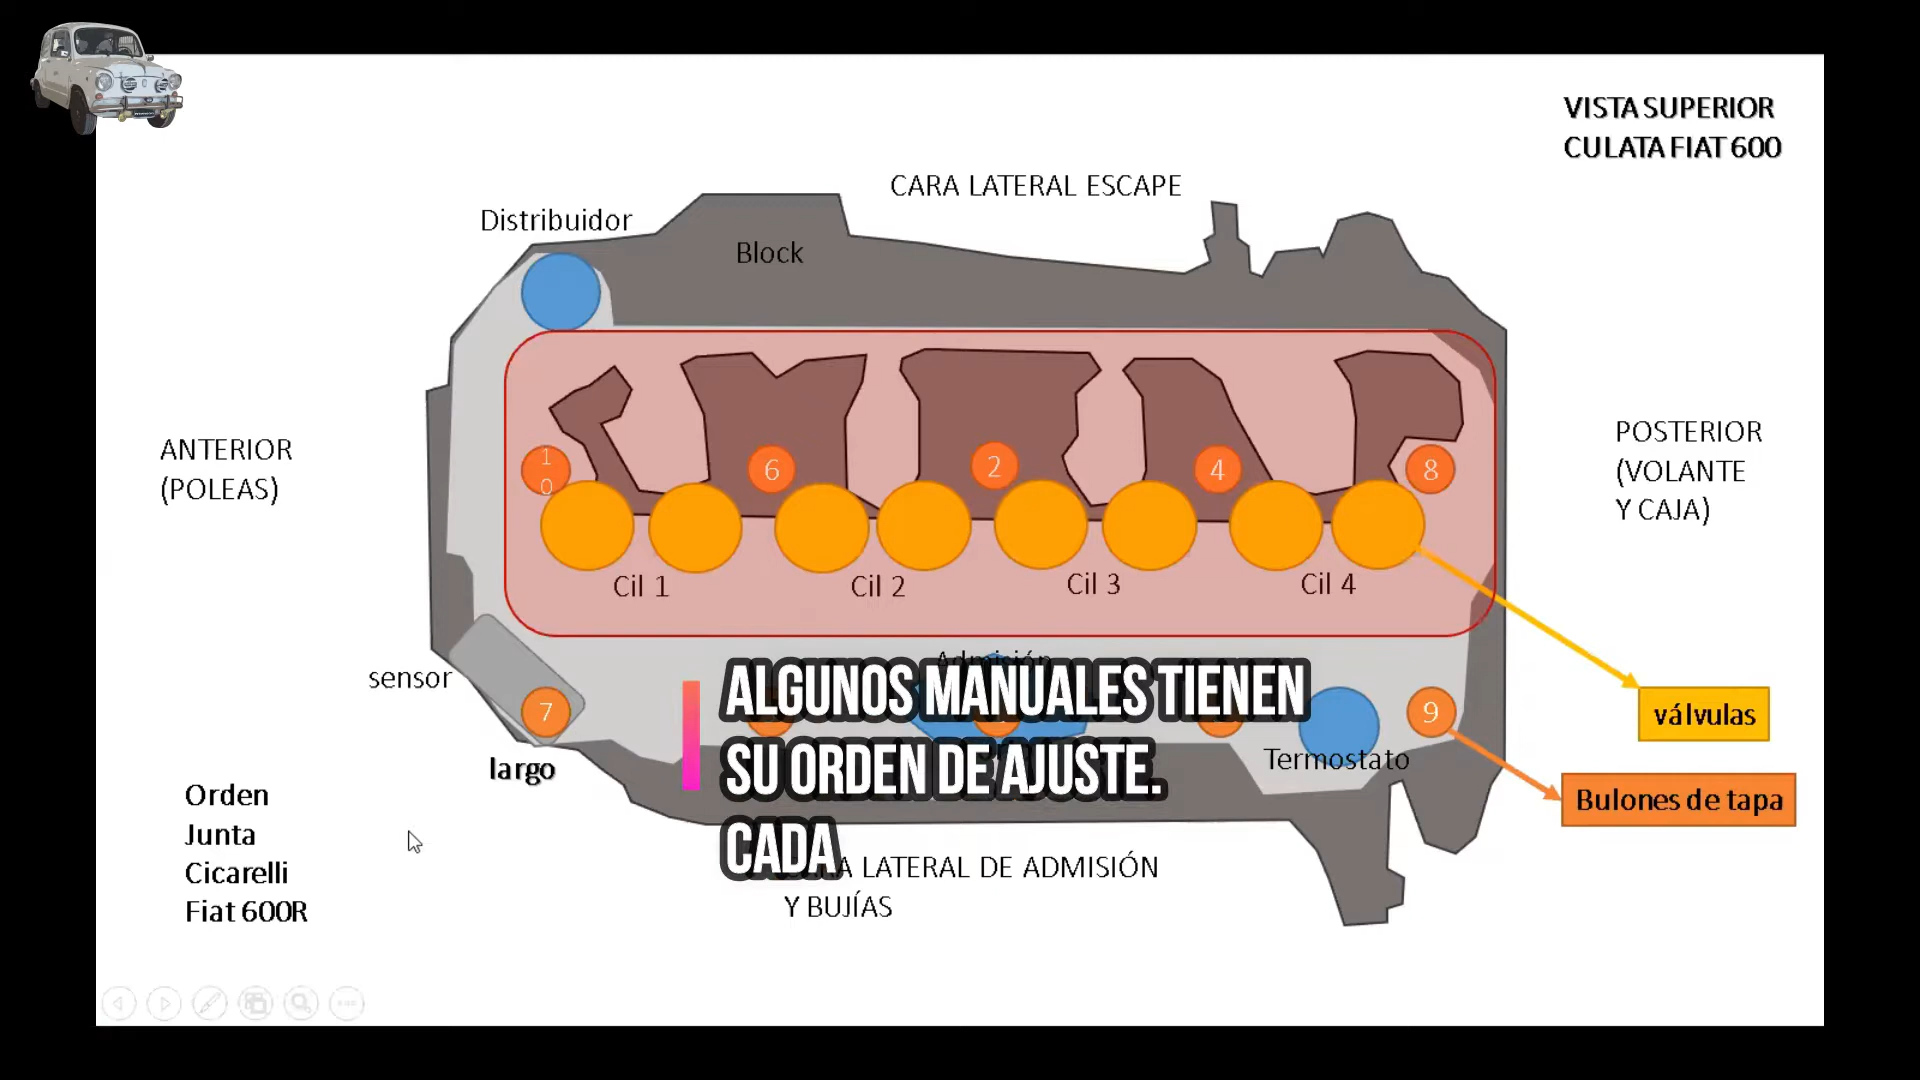 VISTA SUPERIOR
CULATA FIAT 600
CARA LATERAL ESCAPE
Distribuidor
Block
ANTERIOR
(POLEAS)
POSTERIOR
(VOLANTE
Y CAJA)
10
6
2
4
8
Cil 1
Cil 2
Cil 3
Cil 4
Admisión
sensor
7
9
válvulas
largo
Termostato
Bulones de tapa
ALGUNOS MANUALES TIENEN
SU ORDEN DE AJUSTE.
CADA
LATERAL DE ADMISIÓN
Y BUJÍAS
Orden
Junta
Cicarelli
Fiat 600R